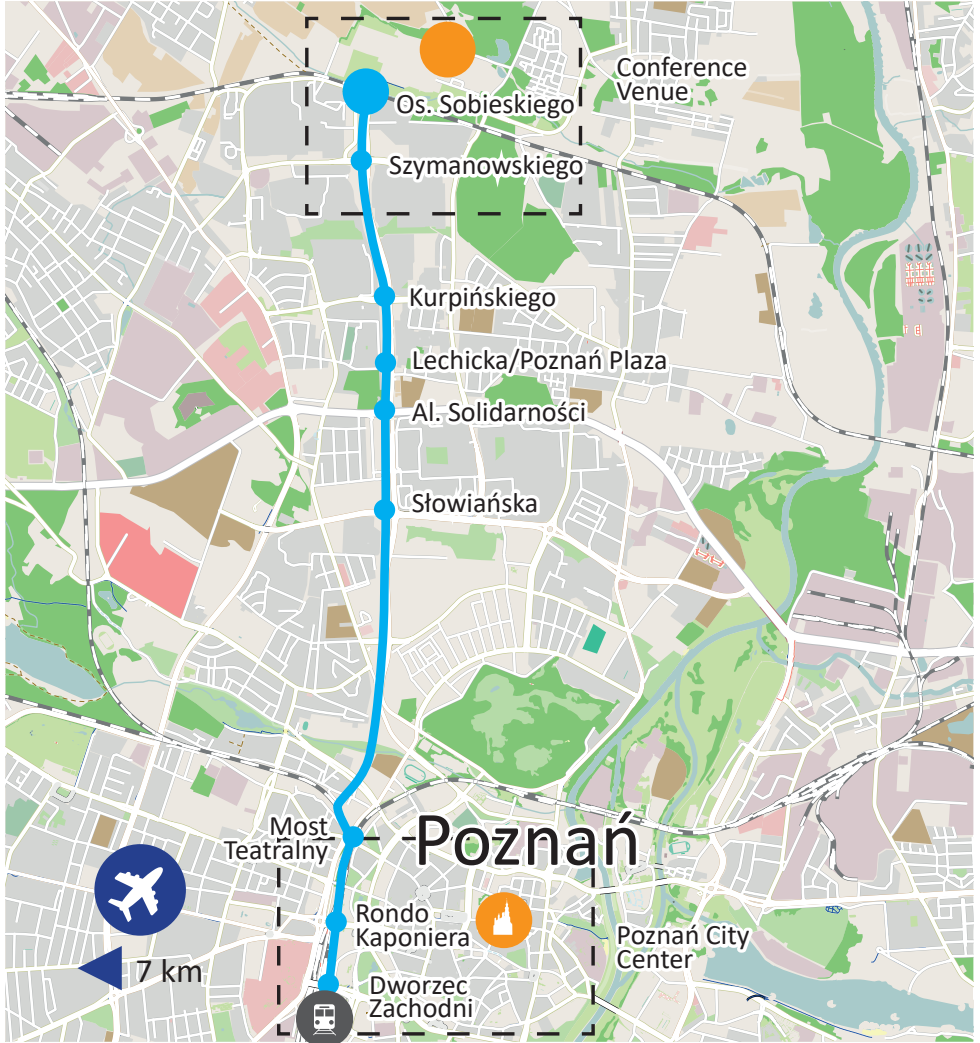 Conference
Venue
Os. Sobieskiego
Szymanowskiego
Kurpińskiego
Lechicka/Poznań Plaza
Al. Solidarności
Słowiańska
Most
Teatralny
Poznań
Rondo
Kaponiera
Poznań City
Center
7 km
Dworzec
Zachodni